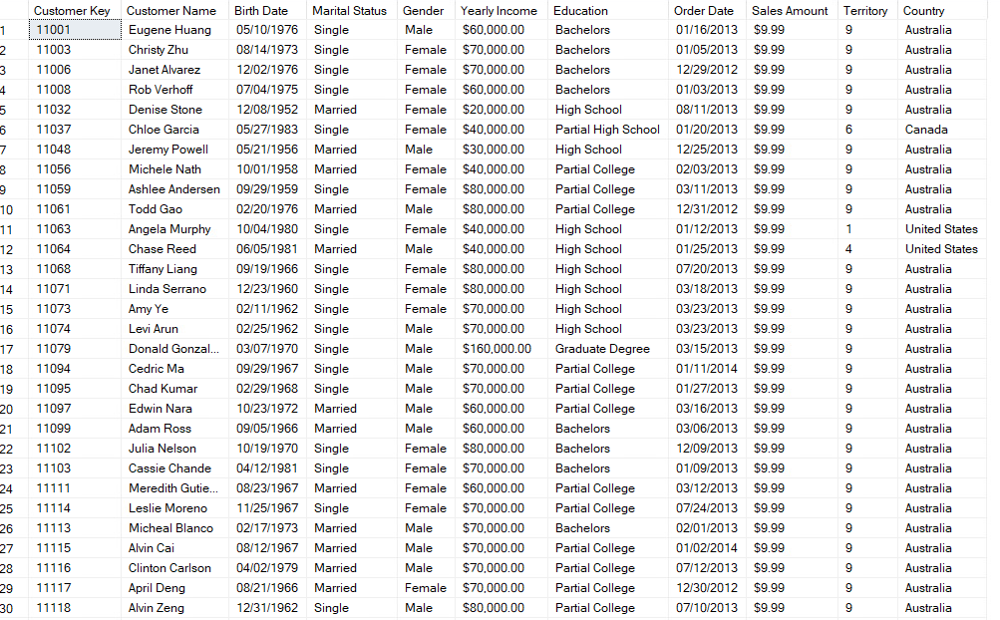 Customer Key Customer Name Birth Date Marital Status Gender Yearly Income Education Order Date Sales Amount Territory Country
1 11001 Eugene Huang 05/10/1976 Single Male $60,000.00 Bachelors 01/16/2013 $9.99 9 Australia
2 11003 Christy Zhu 08/14/1973 Single Female $70,000.00 Bachelors 01/05/2013 $9.99 9 Australia
3 11006 Janet Alvarez 12/02/1976 Single Female $70,000.00 Bachelors 12/29/2012 $9.99 9 Australia
4 11008 Rob Verhoff 07/04/1975 Single Female $60,000.00 Bachelors 01/03/2013 $9.99 9 Australia
5 11032 Denise Stone 12/08/1952 Married Female $20,000.00 High School 08/11/2013 $9.99 9 Australia
6 11037 Chloe Garcia 05/27/1983 Single Female $40,000.00 Partial High School 01/20/2013 $9.99 6 Canada
7 11048 Jeremy Powell 05/21/1956 Married Male $30,000.00 High School 12/25/2013 $9.99 9 Australia
8 11056 Michele Nath 10/01/1958 Married Female $40,000.00 Partial College 02/03/2013 $9.99 9 Australia
9 11059 Ashlee Andersen 09/29/1959 Single Female $80,000.00 Partial College 03/11/2013 $9.99 9 Australia
10 11061 Todd Gao 02/20/1976 Married Male $80,000.00 Partial College 12/31/2012 $9.99 9 Australia
11 11063 Angela Murphy 10/04/1980 Single Female $40,000.00 High School 01/12/2013 $9.99 1 United States
12 11064 Chase Reed 06/05/1981 Married Male $40,000.00 High School 01/25/2013 $9.99 4 United States
13 11068 Tiffany Liang 09/19/1966 Single Female $80,000.00 High School 07/20/2013 $9.99 9 Australia
14 11071 Linda Serrano 12/23/1960 Single Female $80,000.00 High School 03/18/2013 $9.99 9 Australia
15 11073 Amy Ye 02/11/1962 Single Female $70,000.00 High School 03/23/2013 $9.99 9 Australia
16 11074 Levi Arun 02/25/1962 Single Male $70,000.00 High School 03/23/2013 $9.99 9 Australia
17 11079 Donald Gonzal... 03/07/1970 Single Male $160,000.00 Graduate Degree 03/15/2013 $9.99 9 Australia
18 11094 Cedric Ma 09/29/1967 Single Male $70,000.00 Partial College 01/11/2014 $9.99 9 Australia
19 11095 Chad Kumar 02/29/1968 Single Male $70,000.00 Partial College 01/27/2013 $9.99 9 Australia
20 11097 Edwin Nara 10/23/1972 Married Male $60,000.00 Partial College 03/16/2013 $9.99 9 Australia
21 11099 Adam Ross 09/05/1966 Married Male $60,000.00 Bachelors 03/06/2013 $9.99 9 Australia
22 11102 Julia Nelson 10/19/1970 Single Female $80,000.00 Bachelors 12/09/2013 $9.99 9 Australia
23 11103 Cassie Chande 04/12/1981 Single Female $70,000.00 Bachelors 01/09/2013 $9.99 9 Australia
24 11111 Meredith Gutie... 08/23/1967 Married Female $60,000.00 Partial College 03/12/2013 $9.99 9 Australia
25 11114 Leslie Moreno 11/25/1967 Single Female $70,000.00 Partial College 07/24/2013 $9.99 9 Australia
26 11113 Micheal Blanco 02/17/1973 Married Male $70,000.00 Bachelors 02/01/2013 $9.99 9 Australia
27 11115 Alvin Cai 08/12/1967 Married Male $70,000.00 Partial College 01/02/2014 $9.99 9 Australia
28 11116 Clinton Carlson 04/02/1979 Married Male $70,000.00 Partial College 07/12/2013 $9.99 9 Australia
29 11117 April Deng 08/21/1966 Married Female $70,000.00 Partial College 12/30/2012 $9.99 9 Australia
30 11118 Alvin Zeng 12/31/1962 Single Male $80,000.00 Partial College 07/10/2013 $9.99 9 Australia